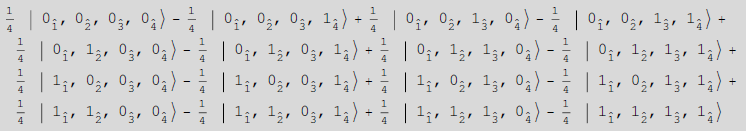 1/4 | 0_1̂, 0_2̂, 0_3̂, 0_4̂⟩ − 1/4 | 0_1̂, 0_2̂, 0_3̂, 1_4̂⟩ + 1/4 | 0_1̂, 0_2̂, 1_3̂, 0_4̂⟩ − 1/4 | 0_1̂, 0_2̂, 1_3̂, 1_4̂⟩ +
1/4 | 0_1̂, 1_2̂, 0_3̂, 0_4̂⟩ − 1/4 | 0_1̂, 1_2̂, 0_3̂, 1_4̂⟩ + 1/4 | 0_1̂, 1_2̂, 1_3̂, 0_4̂⟩ − 1/4 | 0_1̂, 1_2̂, 1_3̂, 1_4̂⟩ +
1/4 | 1_1̂, 0_2̂, 0_3̂, 0_4̂⟩ − 1/4 | 1_1̂, 0_2̂, 0_3̂, 1_4̂⟩ + 1/4 | 1_1̂, 0_2̂, 1_3̂, 0_4̂⟩ − 1/4 | 1_1̂, 0_2̂, 1_3̂, 1_4̂⟩ +
1/4 | 1_1̂, 1_2̂, 0_3̂, 0_4̂⟩ − 1/4 | 1_1̂, 1_2̂, 0_3̂, 1_4̂⟩ + 1/4 | 1_1̂, 1_2̂, 1_3̂, 0_4̂⟩ − 1/4 | 1_1̂, 1_2̂, 1_3̂, 1_4̂⟩